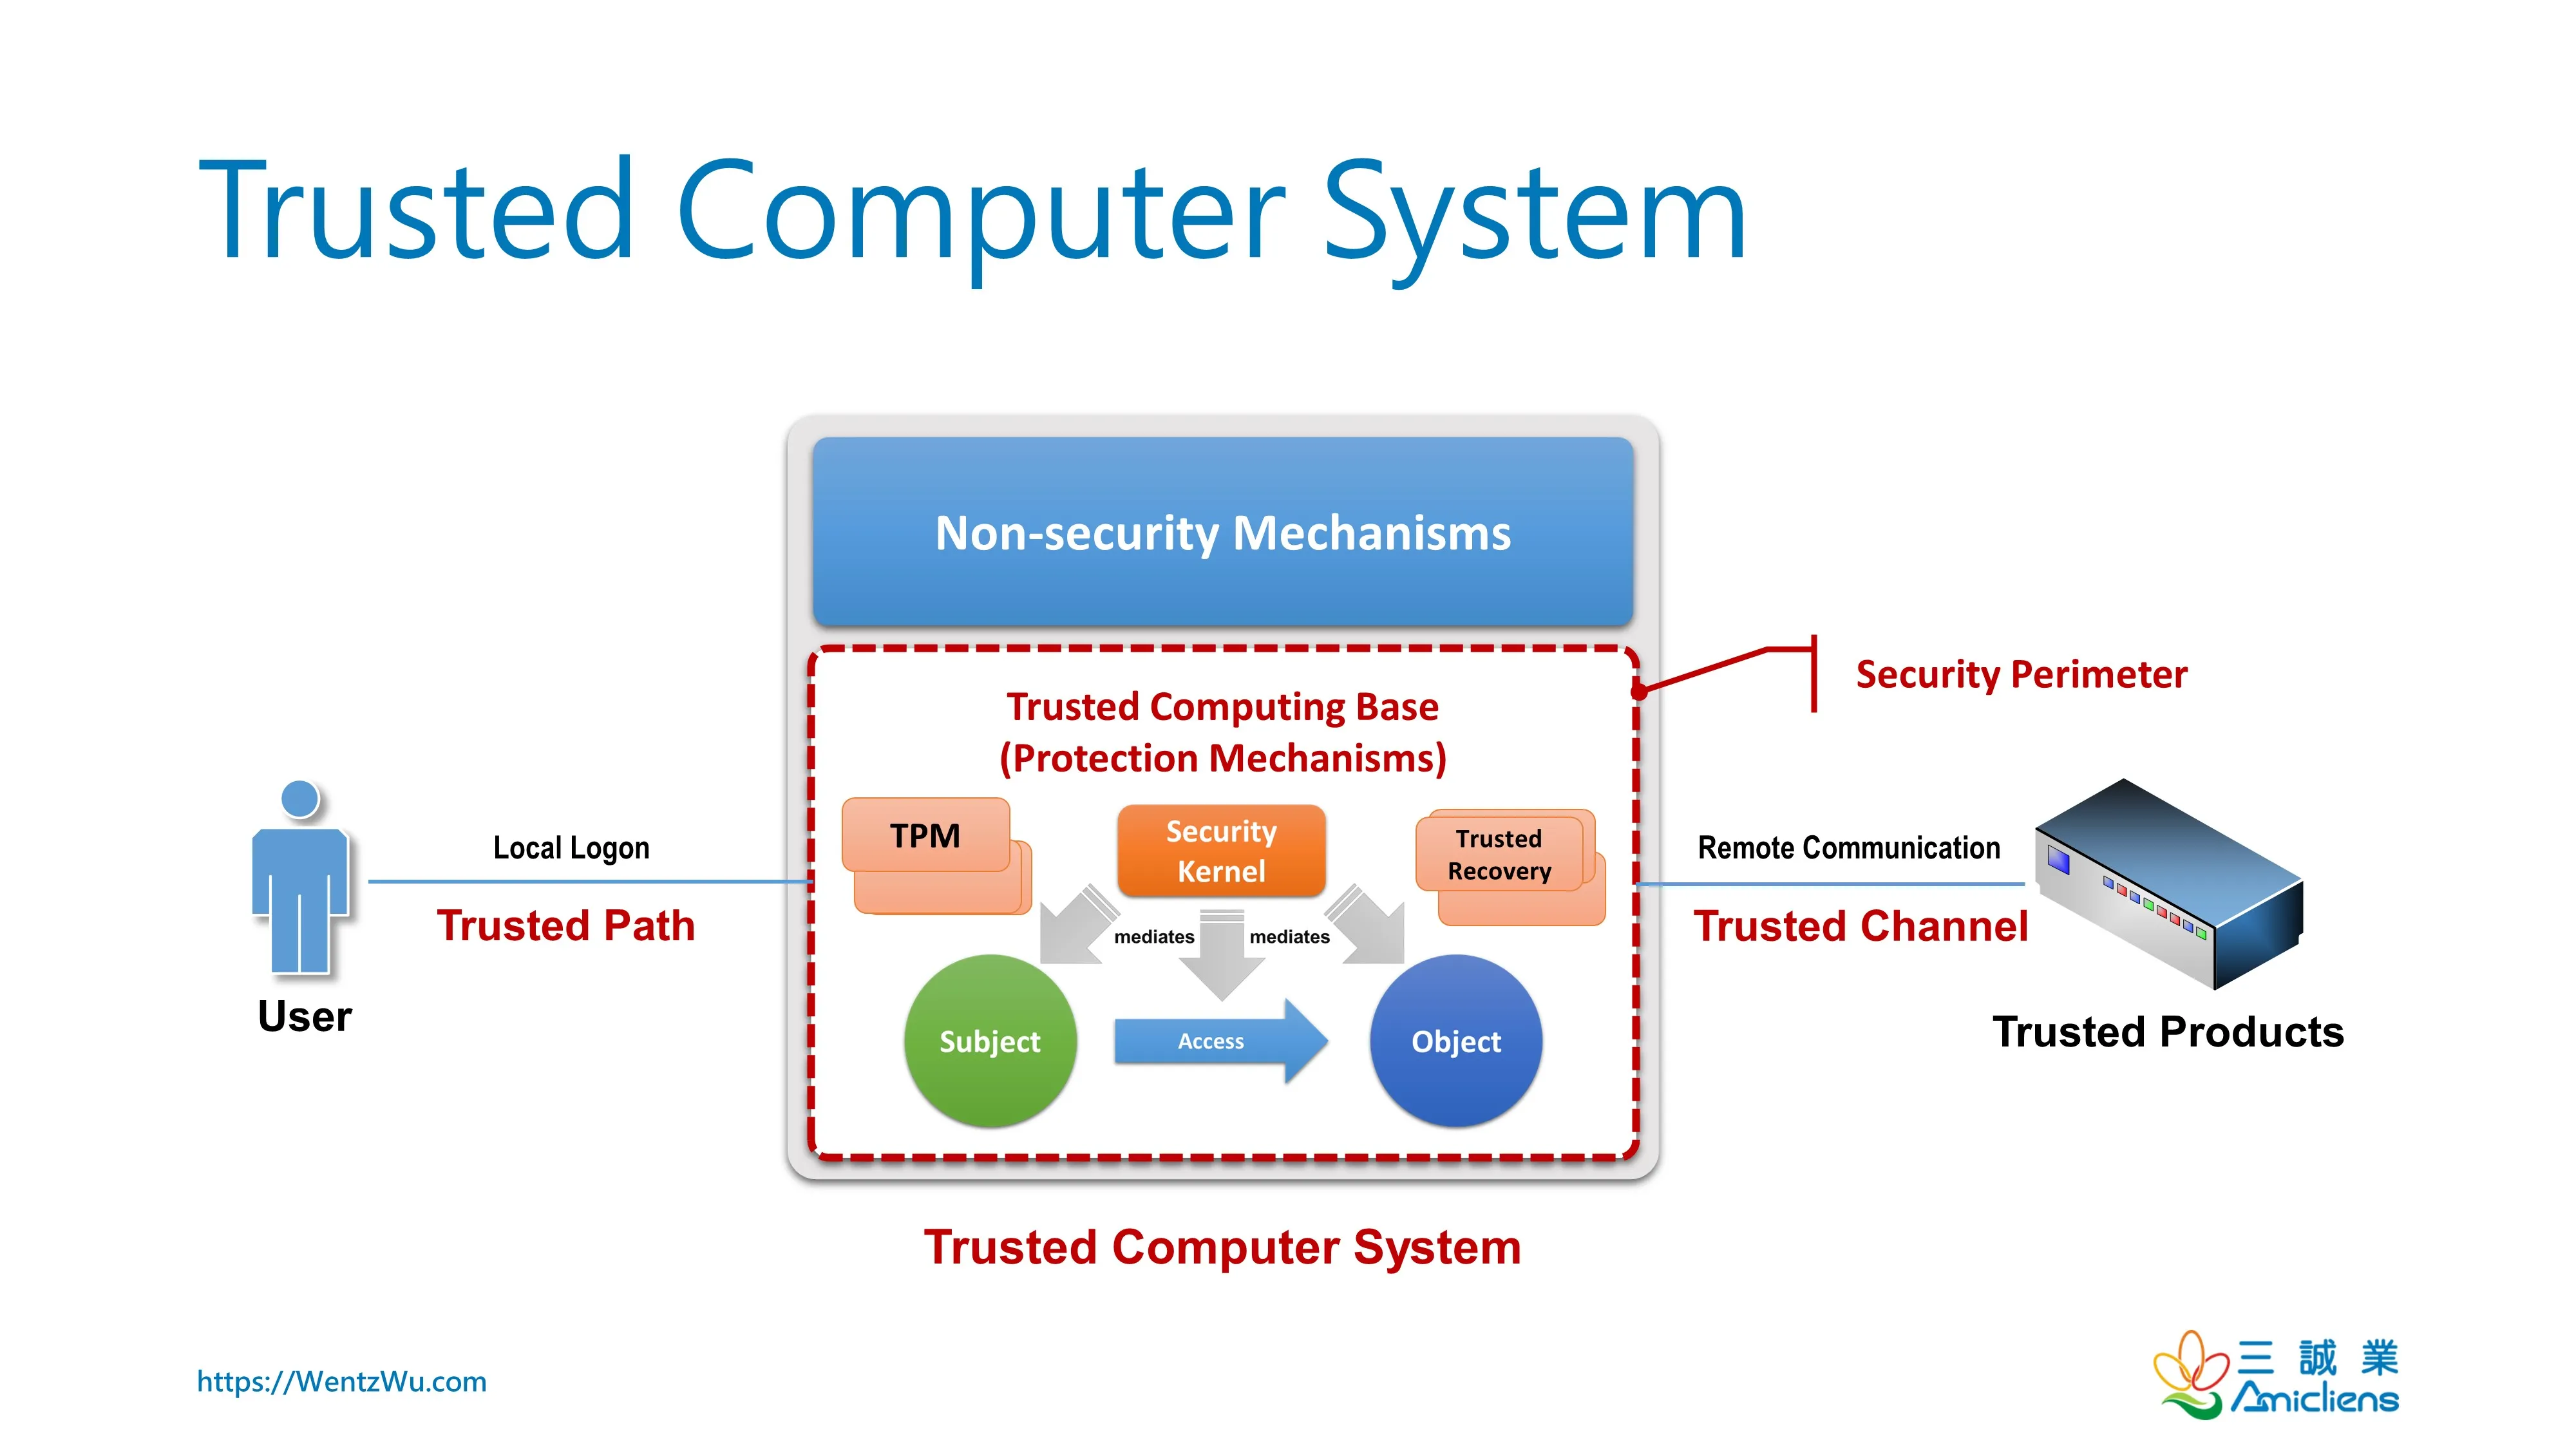 Trusted Computer System
Non-security Mechanisms
Security Perimeter
Trusted Computing Base
(Protection Mechanisms)
TPM
Security
Kernel
Trusted
Recovery
Local Logon
Trusted Path
User
Remote Communication
Trusted Channel
Trusted Products
mediates
mediates
Subject
Access
Object
Trusted Computer System
https://WentzWu.com
三誠業
Amicliens